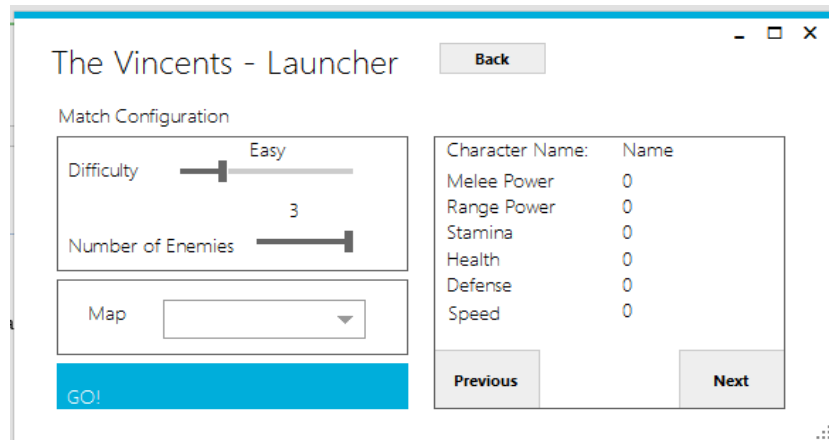 The Vincents - Launcher
Back
Match Configuration
Difficulty
Easy
Number of Enemies
3
Map
GO!
Character Name: Name
Melee Power 0
Range Power 0
Stamina 0
Health 0
Defense 0
Speed 0
Previous
Next